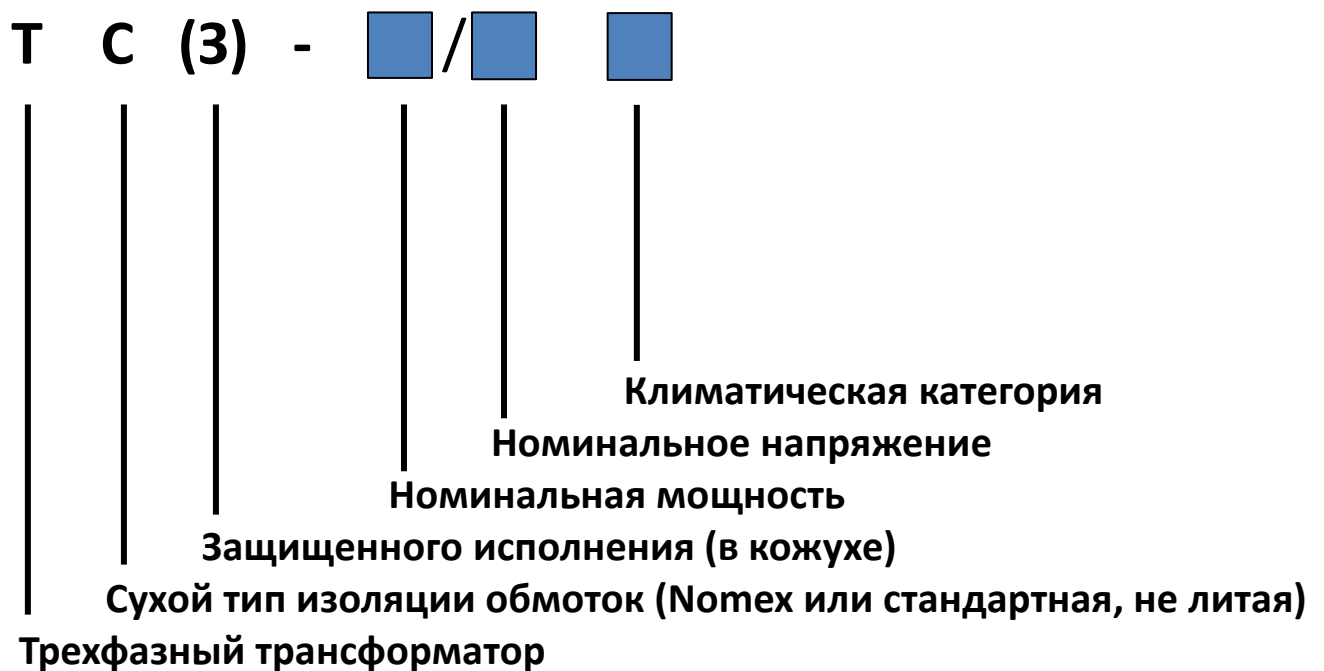 Т С (З) - /
Климатическая категория
Номинальное напряжение
Номинальная мощность
Защищенного исполнения (в кожухе)
Сухой тип изоляции обмоток (Nomex или стандартная, не литая)
Трехфазный трансформатор